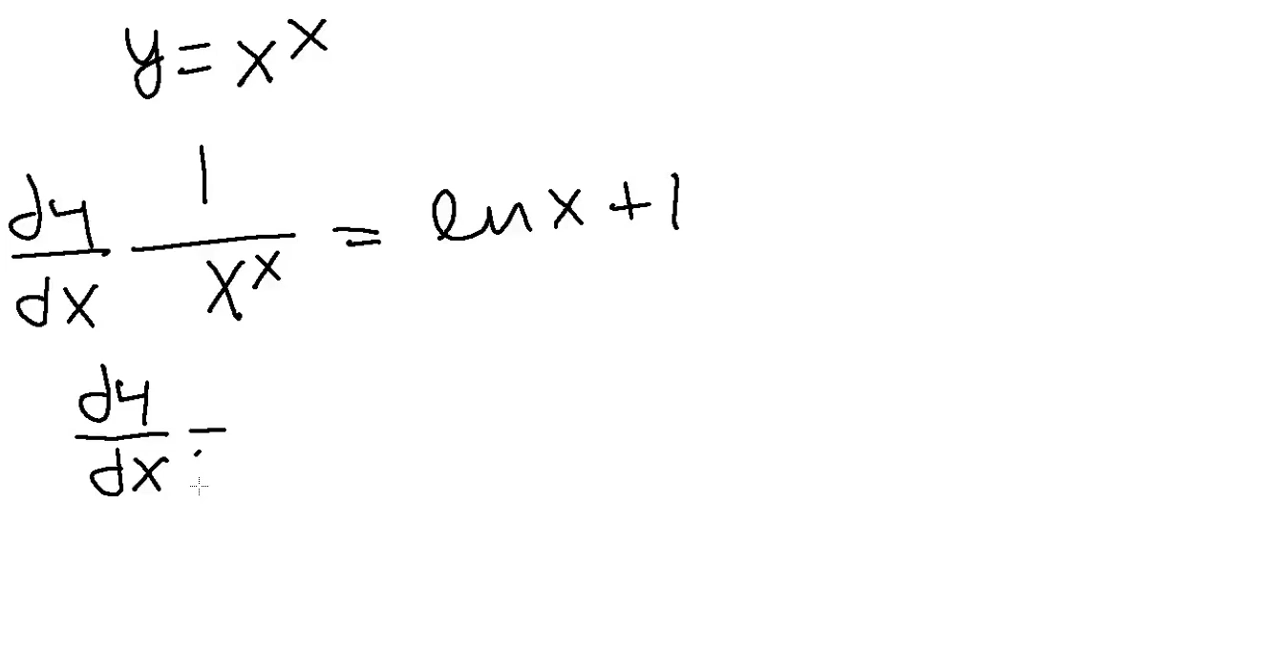 y = x^x
dy/dx 1/x^x = ln x + 1
dy/dx =